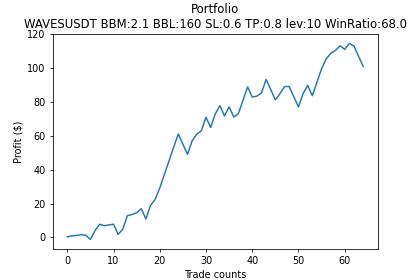 Portfolio
WAVESUSDT BBM:2.1 BBL:160 SL:0.6 TP:0.8 lev:10 WinRatio:68.0
120
100
80
60
40
20
0
Profit ($)
0 10 20 30 40 50 60
Trade counts